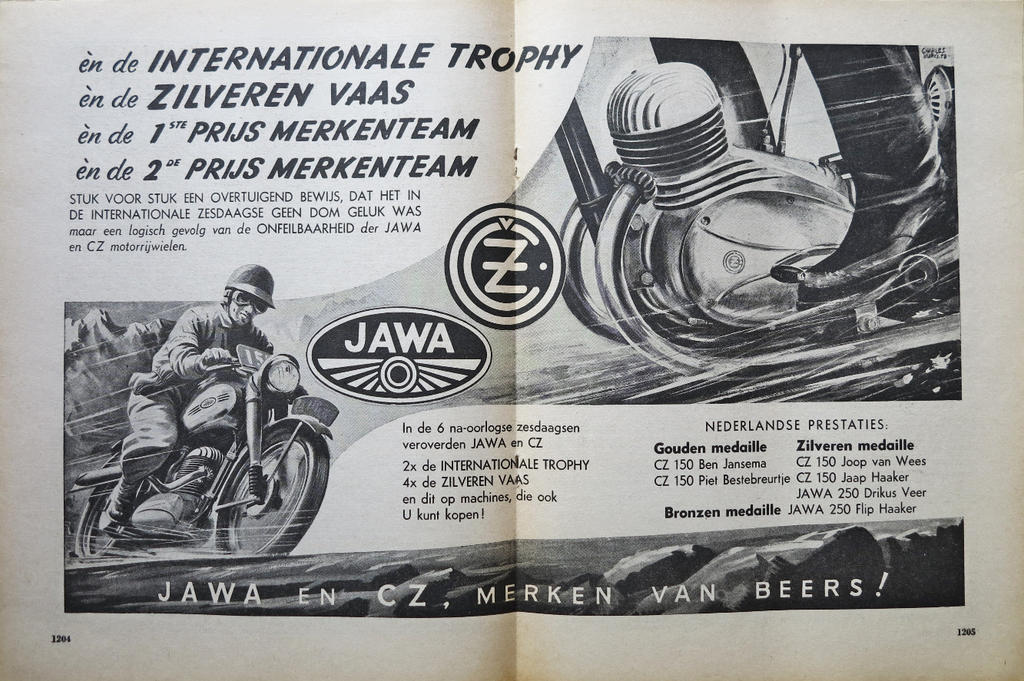 èn de INTERNATIONALE TROPHY
èn de ZILVEREN VAAS
èn de 1STE PRIJS MERKENTEAM
èn de 2DE PRIJS MERKENTEAM
STUK VOOR STUK EEN OVERTUIGEND BEWIJS, DAT HET IN
DE INTERNATIONALE ZESDAAGSE GEEN DOM GELUK WAS
maar een logisch gevolg van de ONFEILBAARHEID der JAWA
en CZ motorrijwielen.
ČZ
JAWA
15
In de 6 na-oorlogse zesdaagsen
veroverden JAWA en CZ
2x de INTERNATIONALE TROPHY
4x de ZILVEREN VAAS
en dit op machines, die ook
U kunt kopen!
NEDERLANDSE PRESTATIES:
Gouden medaille Zilveren medaille
CZ 150 Ben Jansema CZ 150 Joop van Wees
CZ 150 Piet Bestebreurtje CZ 150 Jaap Haaker
JAWA 250 Drikus Veer
Bronzen medaille JAWA 250 Flip Haaker
JAWA EN CZ, MERKEN VAN BEERS!
1204
1205